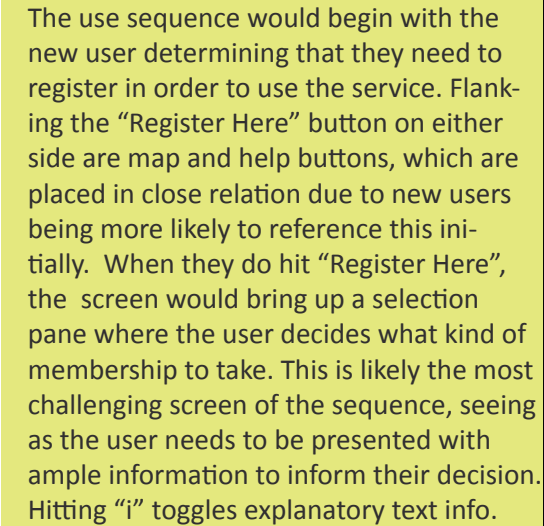 The use sequence would begin with the
new user determining that they need to
register in order to use the service. Flank-
ing the “Register Here” button on either
side are map and help buttons, which are
placed in close relation due to new users
being more likely to reference this ini-
tially.  When they do hit “Register Here”,
the  screen would bring up a selection
pane where the user decides what kind of
membership to take. This is likely the most
challenging screen of the sequence, seeing
as the user needs to be presented with
ample information to inform their decision.
Hitting “i” toggles explanatory text info.